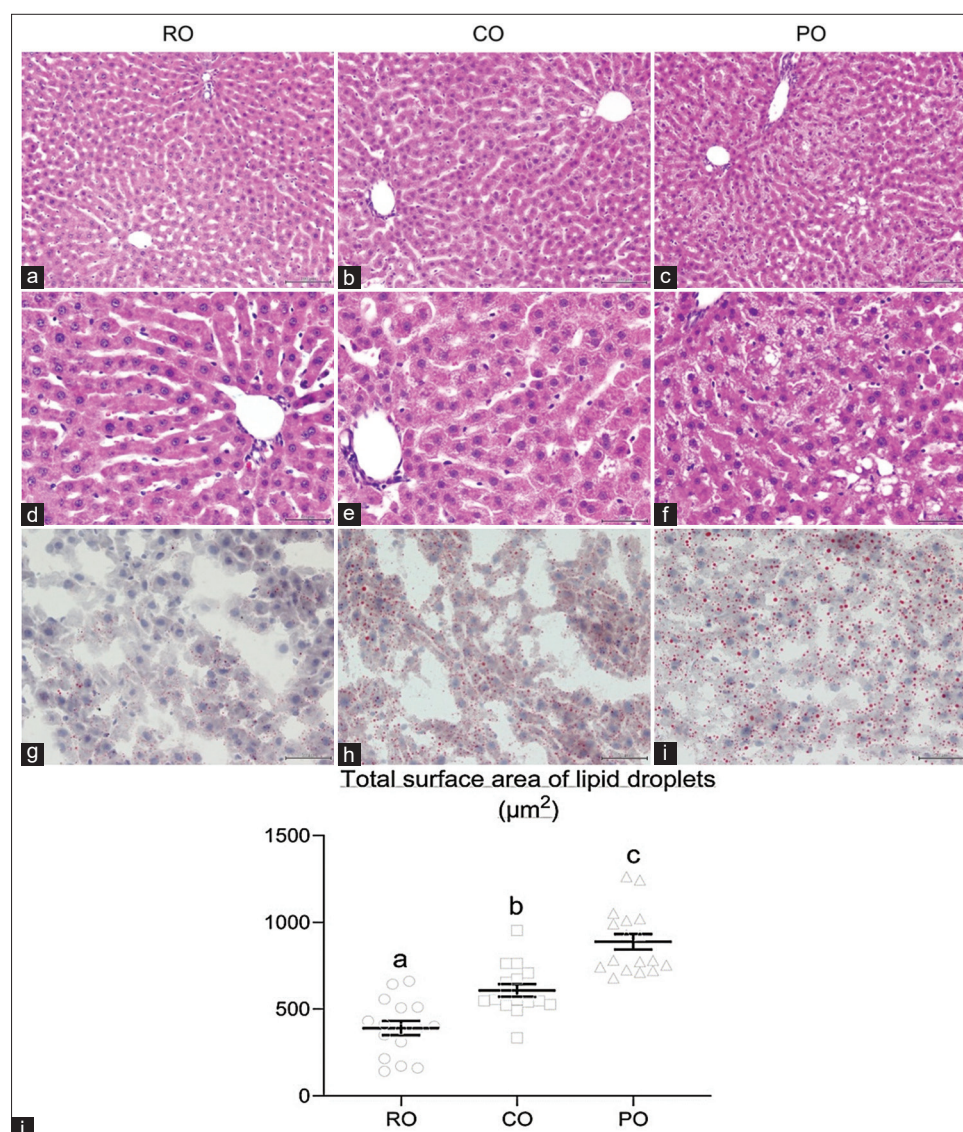 RO CO PO
a b c
d e f
g h i
Total surface area of lipid droplets
(µm²)
1500
c
b
1000
a
500
0
RO CO PO
j